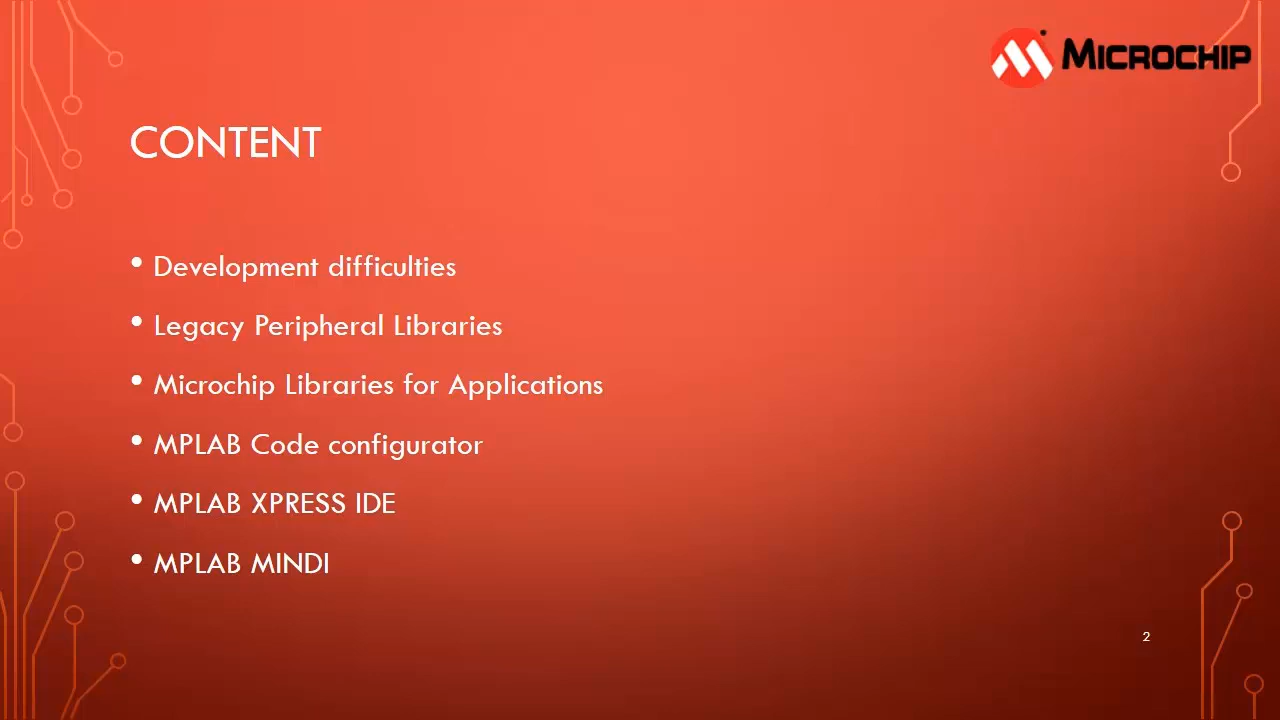 MICROCHIP
CONTENT
• Development difficulties
• Legacy Peripheral Libraries
• Microchip Libraries for Applications
• MPLAB Code configurator
• MPLAB XPRESS IDE
• MPLAB MINDI
2